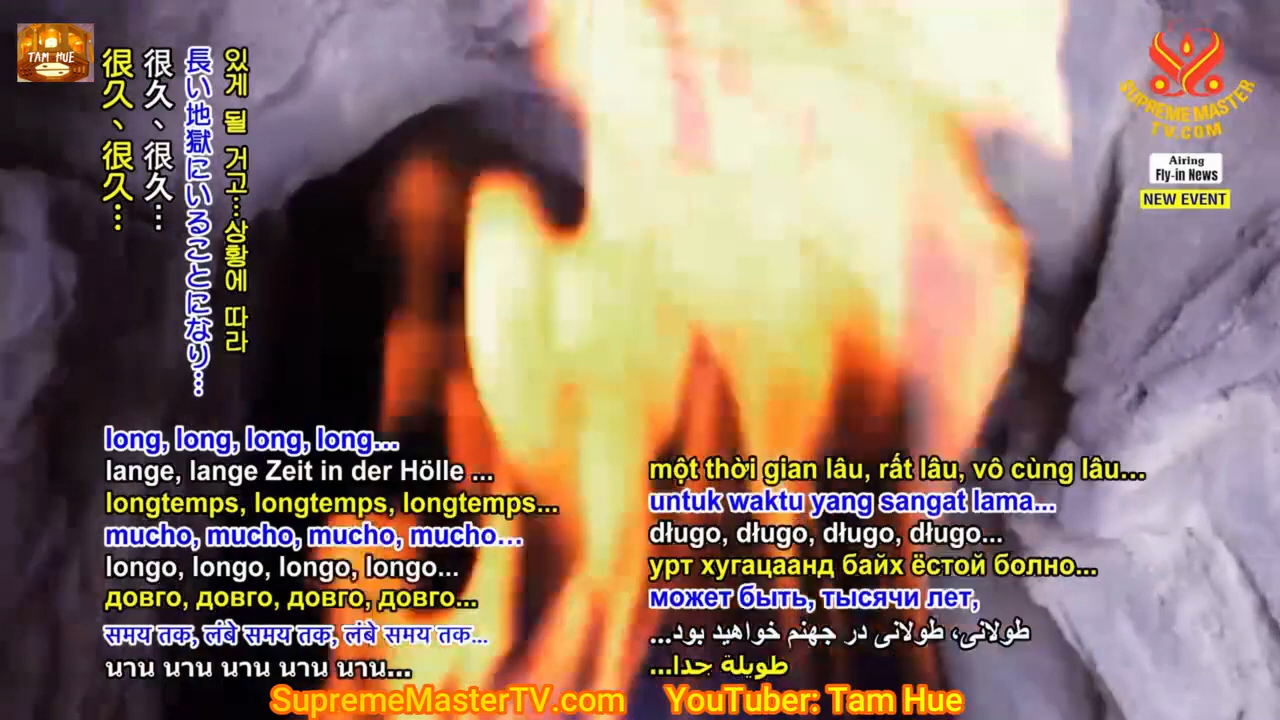 TAM HUE
SUPREME MASTER
TV.COM
Airing
Fly-in News
NEW EVENT
있게 될 거고...상황에 따라
長い地獄にいることになり…
很久、很久…
很久、很久…
long, long, long, long...
lange, lange Zeit in der Hölle ...
longtemps, longtemps, longtemps...
mucho, mucho, mucho, mucho...
longo, longo, longo, longo...
довго, довго, довго, довго...
समय तक, लंबे समय तक, लंबे समय तक...
นาน นาน นาน นาน นาน...
một thời gian lâu, rất lâu, vô cùng lâu...
untuk waktu yang sangat lama...
długo, długo, długo, długo...
урт хугацаанд байх ёстой болно...
может быть, тысячи лет,
طولانی، طولانی در جهنم خواهید بود...
طويلة جدا...
SupremeMasterTV.com YouTuber: Tam Hue